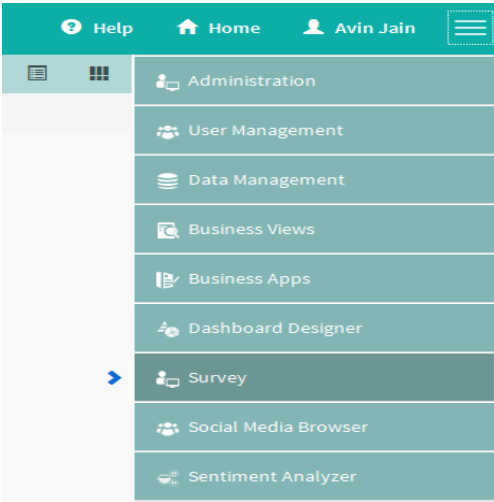 Help Home Avin Jain
Administration
User Management
Data Management
Business Views
Business Apps
Dashboard Designer
Survey
Social Media Browser
Sentiment Analyzer